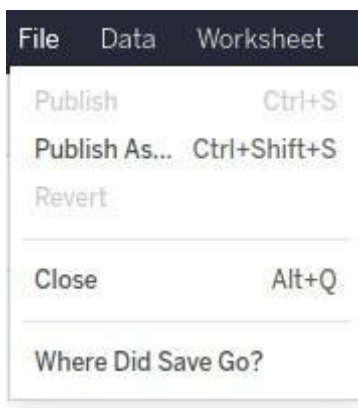 File Data Worksheet
Publish Ctrl+S
Publish As... Ctrl+Shift+S
Revert
Close Alt+Q
Where Did Save Go?